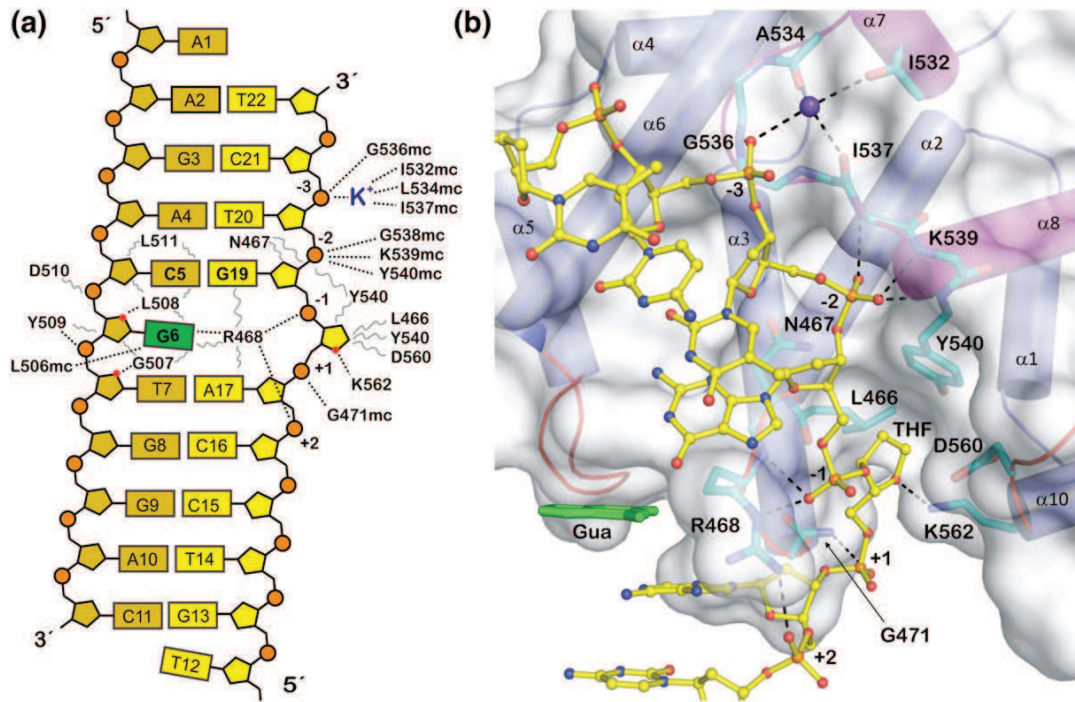 (a)
5´
A1
3´
A2 T22
G3 C21
G536mc
I532mc
-3
K+
L534mc
I537mc
A4 T20
-2
G538mc
K539mc
Y540mc
L511
N467
D510
C5 G19
-1
Y540
L508
Y509
G6
R468
L466
Y540
D560
L506mc
G507
+1
K562
T7 A17
G471mc
+2
G8 C16
G9 C15
A10 T14
C11 G13
3´
T12
5´
(b)
α4
A534
α7
I532
α6
G536
I537
α2
-3
α5
α3
K539
α8
-2
N467
Y540
α1
L466
THF
D560
-1
α10
Gua
R468
K562
+1
G471
+2